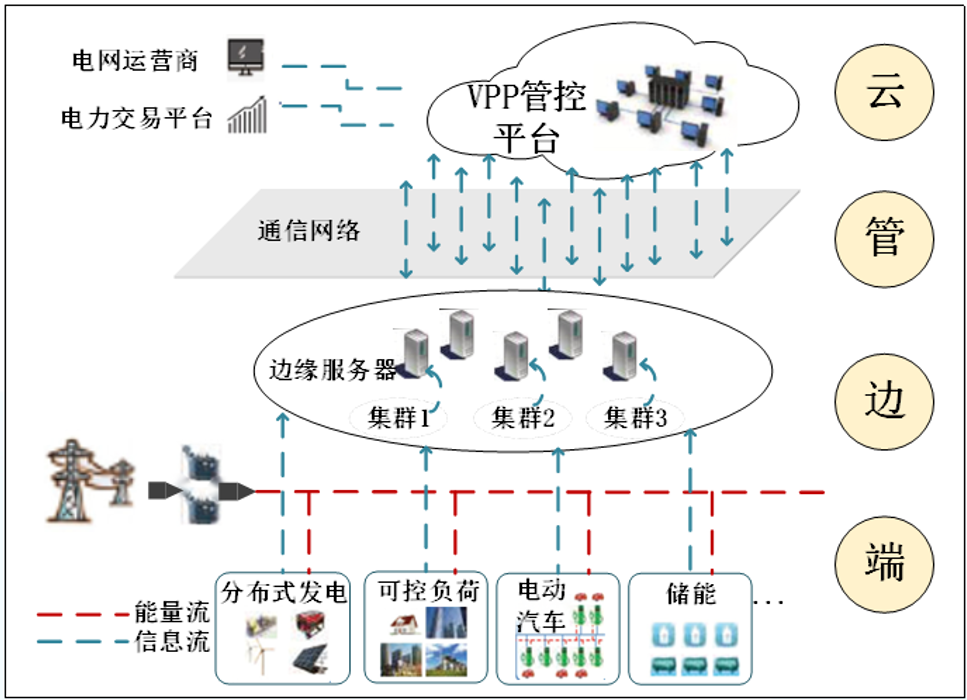 电网运营商
电力交易平台
VPP管控
平台
云
通信网络
管
边缘服务器
集群1
集群2
集群3
边
端
分布式发电
可控负荷
电动
汽车
储能
...
能量流
信息流